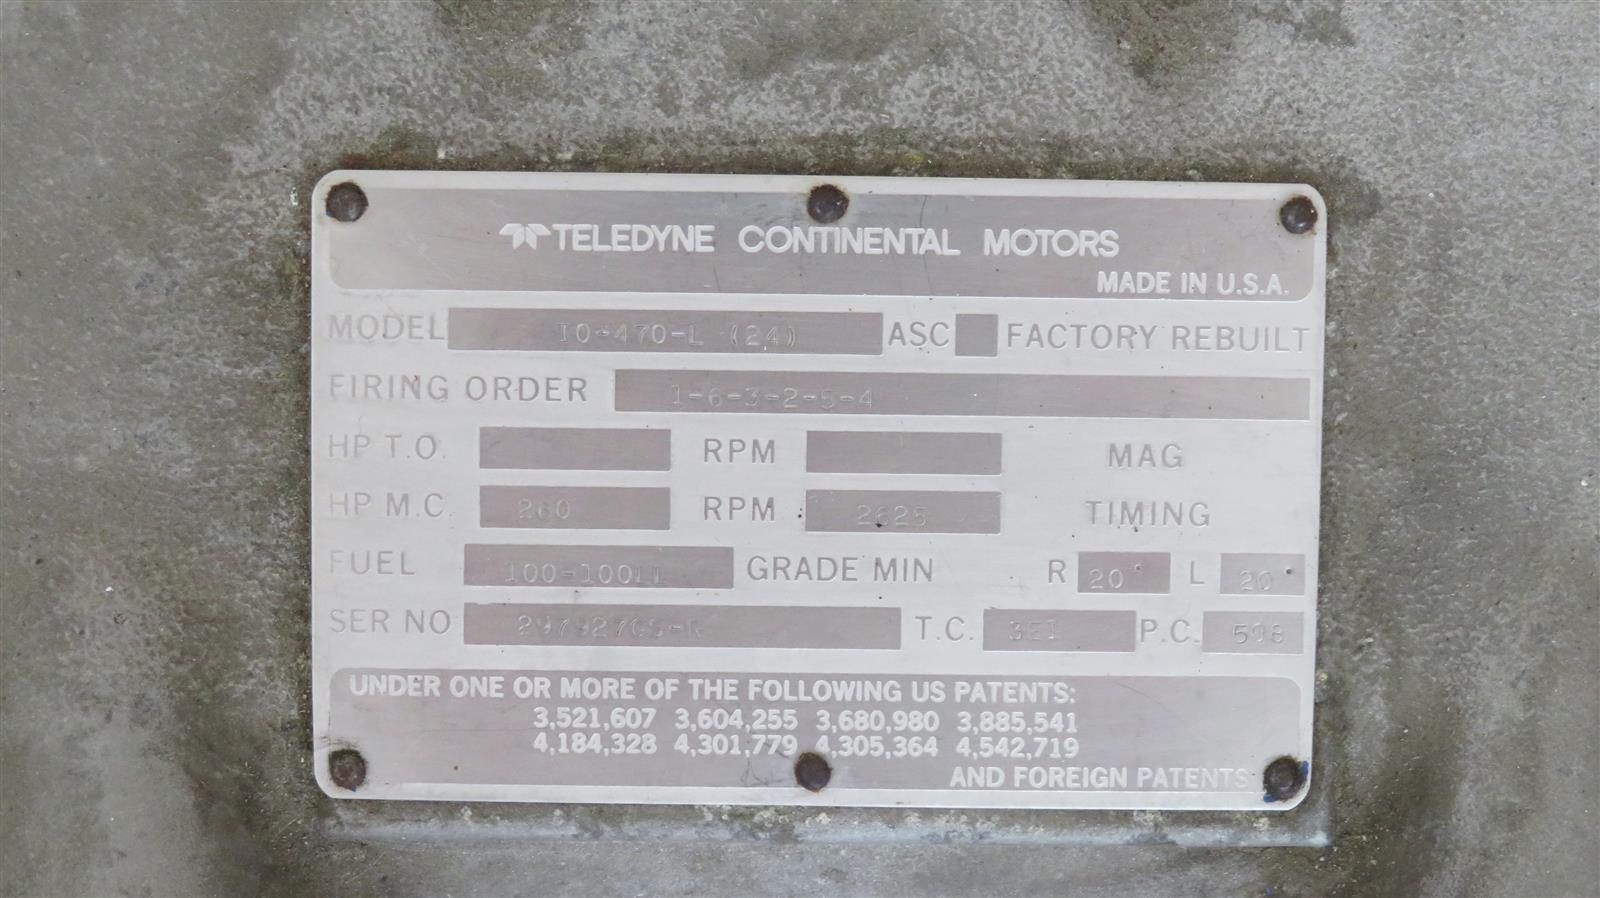 TELEDYNE CONTINENTAL MOTORS
MADE IN U.S.A.
MODEL IO-470-L (24) ASC FACTORY REBUILT
FIRING ORDER 1-6-3-2-5-4
HP T.O. RPM MAG
HP M.C. 260 RPM 2625 TIMING
FUEL 100-100LL GRADE MIN R 20° L 20°
SER NO T.C. 3E1 P.C. 508
UNDER ONE OR MORE OF THE FOLLOWING US PATENTS:
3,521,607 3,604,255 3,680,980 3,885,541
4,184,328 4,301,779 4,305,364 4,542,719
AND FOREIGN PATENTS